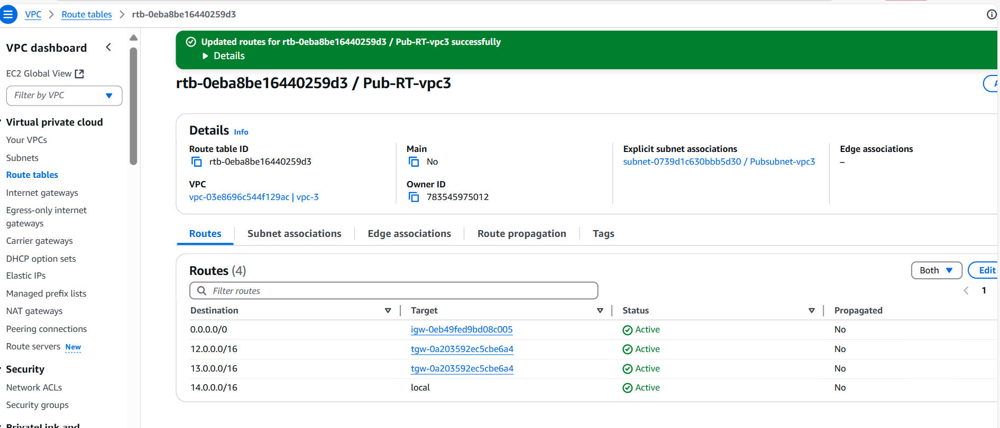 VPC > Route tables > rtb-0eba8be16440259d3
VPC dashboard
EC2 Global View
Filter by VPC
Virtual private cloud
Your VPCs
Subnets
Route tables
Internet gateways
Egress-only internet
gateways
Carrier gateways
DHCP option sets
Elastic IPs
Managed prefix lists
NAT gateways
Peering connections
Route servers New
Security
Network ACLs
Security groups
PrivateLink and
Updated routes for rtb-0eba8be16440259d3 / Pub-RT-vpc3 successfully
Details
rtb-0eba8be16440259d3 / Pub-RT-vpc3
Details Info
Route table ID
rtb-0eba8be16440259d3
Main
No
Explicit subnet associations
subnet-0739d1c630bbb5d30 / Pubsubnet-vpc3
Edge associations
–
VPC
vpc-03e8696c544f129ac | vpc-3
Owner ID
783545975012
Routes Subnet associations Edge associations Route propagation Tags
Routes (4)
Both Edit
Filter routes
1
Destination Target Status Propagated
0.0.0.0/0 igw-0eb49fed9bd08c005 Active No
12.0.0.0/16 tgw-0a203592ec5cbe6a4 Active No
13.0.0.0/16 tgw-0a203592ec5cbe6a4 Active No
14.0.0.0/16 local Active No